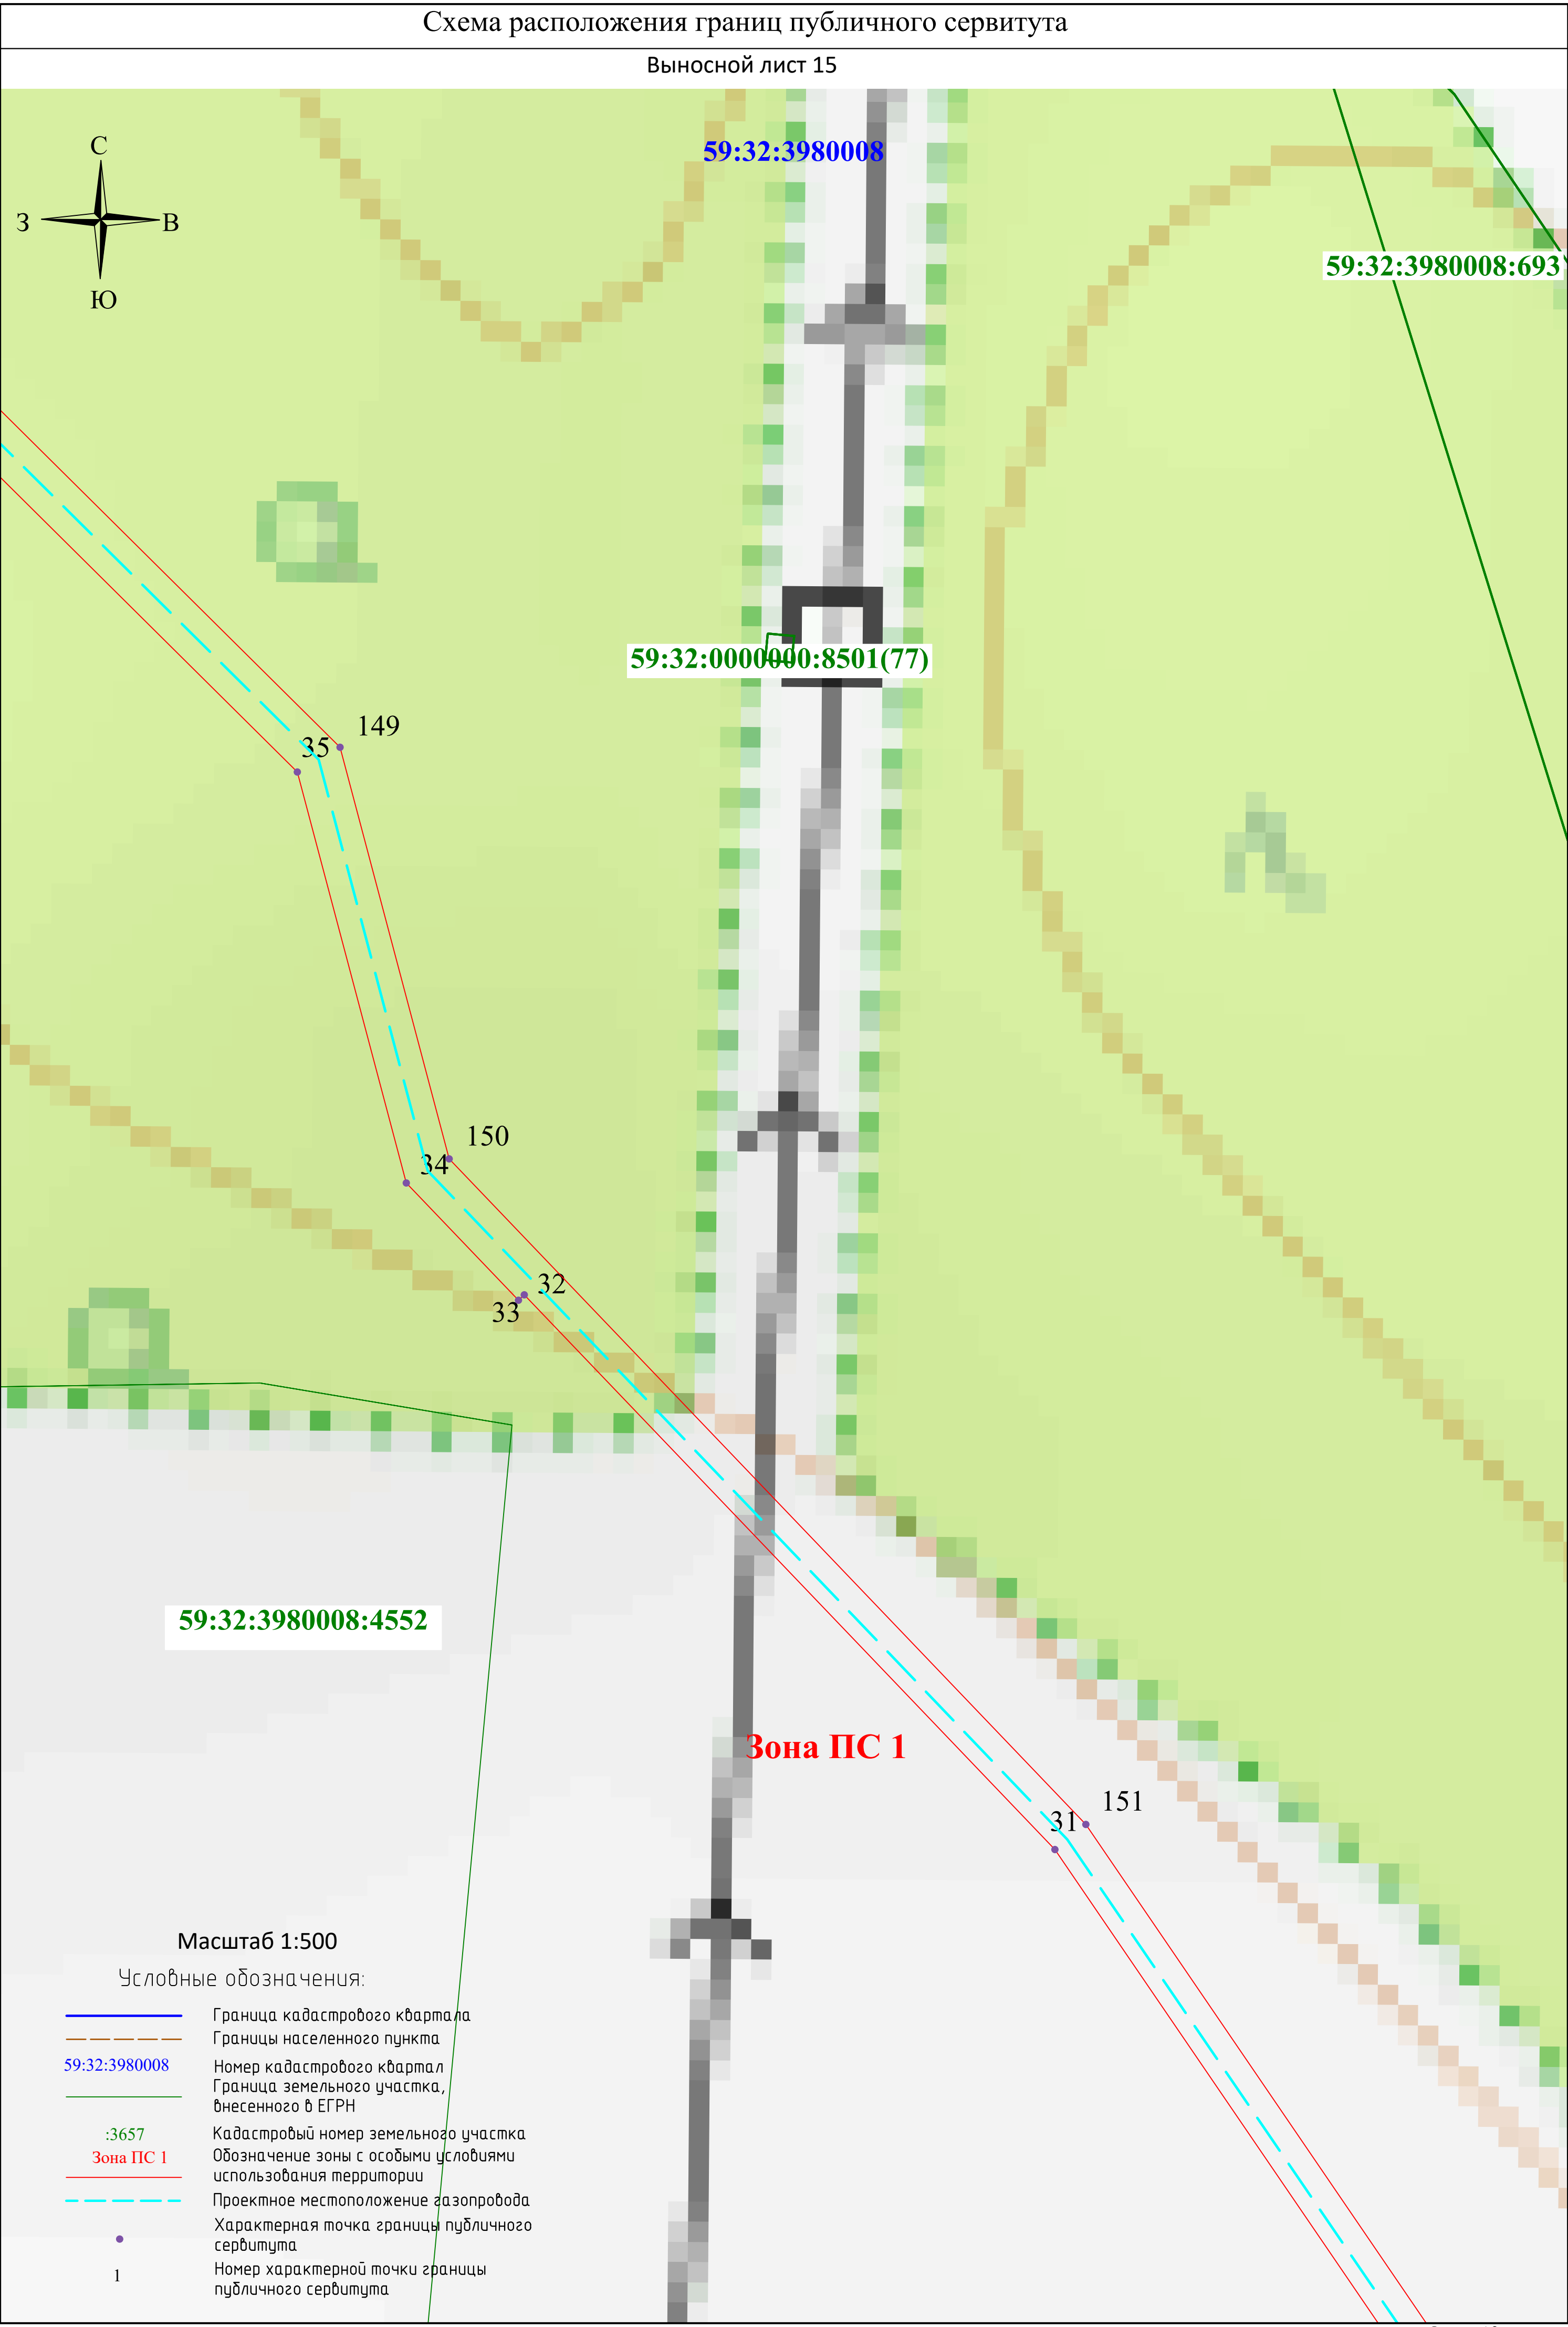 Схема расположения границ публичного сервитута
Выносной лист 15
59:32:3980008
С
З
В
Ю
59:32:3980008:693
59:32:0000000:8501(77)
149
35
150
34
32
33
59:32:3980008:4552
Зона ПС 1
151
31
Масштаб 1:500
Условные обозначения:
Граница кадастрового квартала
Границы населенного пункта
59:32:3980008
Номер кадастрового квартал
Граница земельного участка,
внесенного в ЕГРН
:3657
Кадастровый номер земельного участка
Зона ПС 1
Обозначение зоны с особыми условиями
использования территории
Проектное местоположение газопровода
Характерная точка границы публичного
сервитута
1
Номер характерной точки границы
публичного сервитута